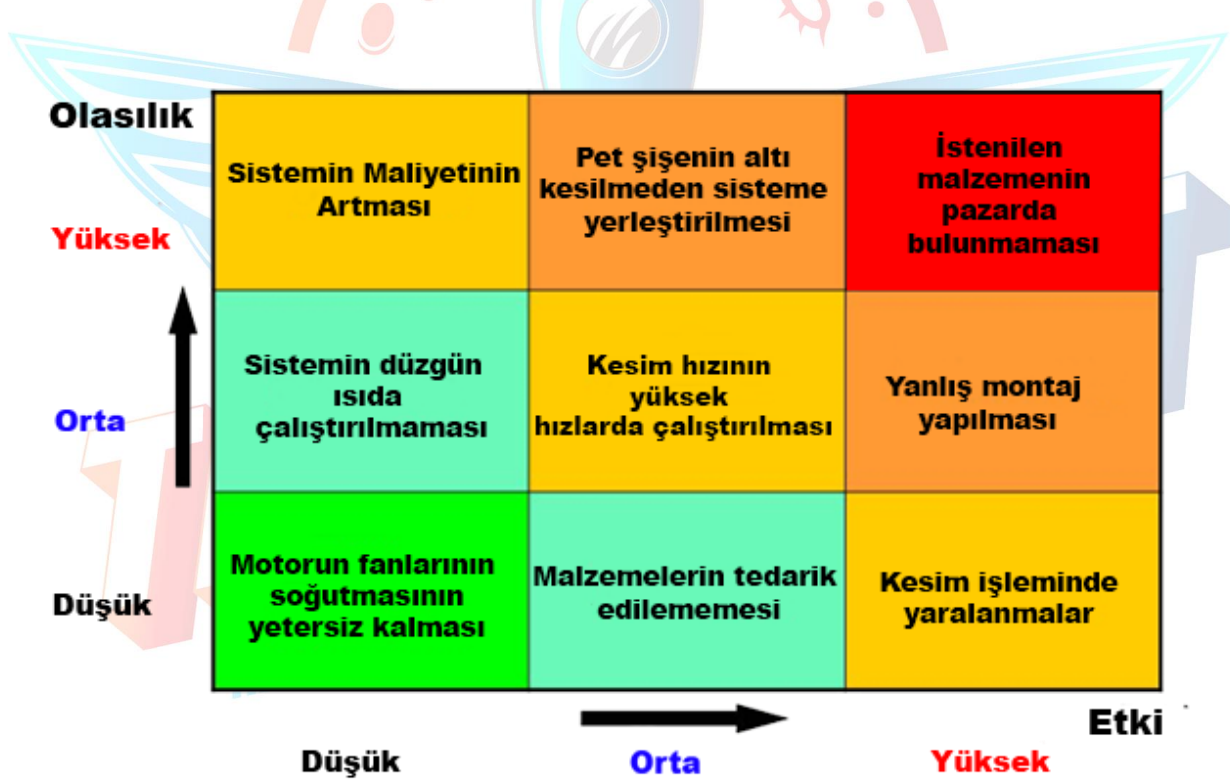 Olasılık
Sistemin Maliyetinin
Artması
Pet şişenin altı
kesilmeden sisteme
yerleştirilmesi
İstenilen
malzemenin
pazarda
bulunmaması
Yüksek
Sistemin düzgün
ısıda
çalıştırılmaması
Kesim hızının
yüksek
hızlarda çalıştırılması
Yanlış montaj
yapılması
Orta
Motorun fanlarının
soğutmasının
yetersiz kalması
Malzemelerin tedarik
edilememesi
Kesim işleminde
yaralanmalar
Düşük
Etki
Düşük
Orta
Yüksek